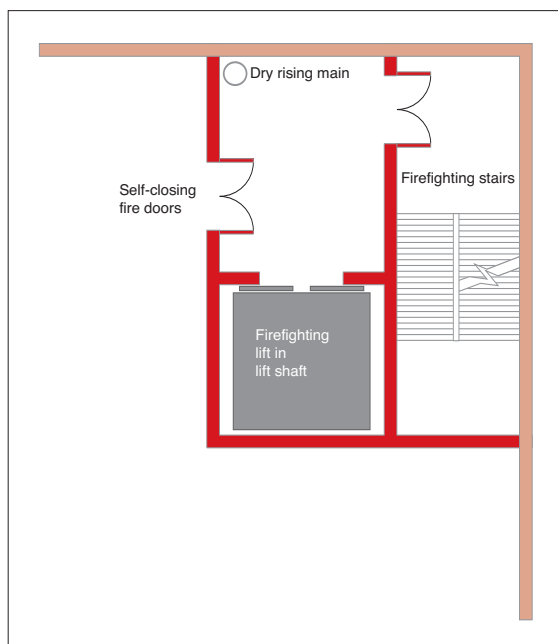 Dry rising main
Self-closing
fire doors
Firefighting stairs
Firefighting
lift in
lift shaft